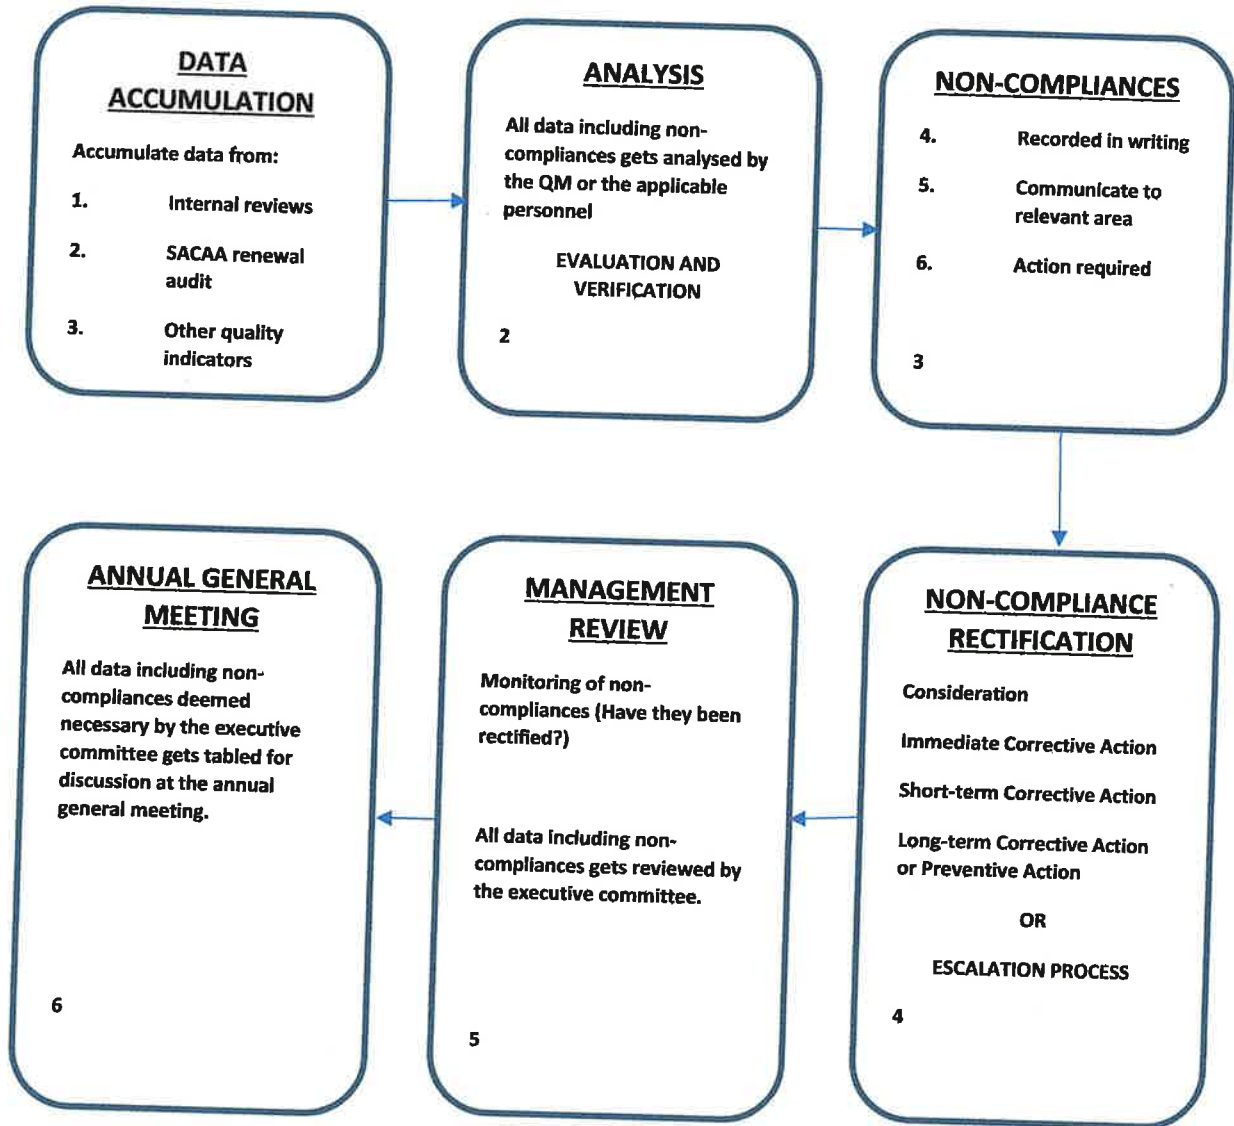 DATA
ACCUMULATION
Accumulate data from:
1. Internal reviews
2. SACAA renewal
audit
3. Other quality
indicators
ANALYSIS
All data including non-
compliances gets analysed by
the QM or the applicable
personnel
EVALUATION AND
VERIFICATION
2
NON-COMPLIANCES
4. Recorded in writing
5. Communicate to
relevant area
6. Action required
3
NON-COMPLIANCE
RECTIFICATION
Consideration
Immediate Corrective Action
Short-term Corrective Action
Long-term Corrective Action
or Preventive Action
OR
ESCALATION PROCESS
4
MANAGEMENT
REVIEW
Monitoring of non-
compliances (Have they been
rectified?)
All data including non-
compliances gets reviewed by
the executive committee.
5
ANNUAL GENERAL
MEETING
All data including non-
compliances deemed
necessary by the executive
committee gets tabled for
discussion at the annual
general meeting.
6